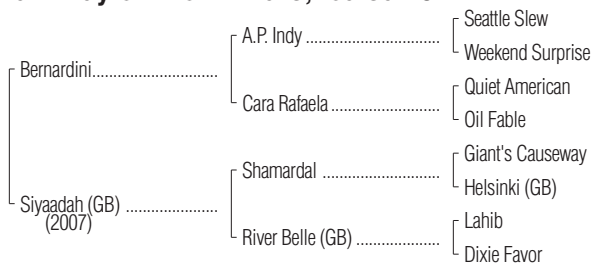 Seattle Slew
A.P. Indy
Weekend Surprise
Bernardini
Quiet American
Cara Rafaela
Oil Fable
Giant's Causeway
Shamardal
Helsinki (GB)
Siyaadah (GB)
(2007)
Lahib
River Belle (GB)
Dixie Favor